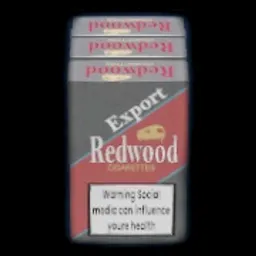 Redwood
Redwood
Redwood
Export
Redwood
CIGARETTES
Warning Social
media can Influence
youre health